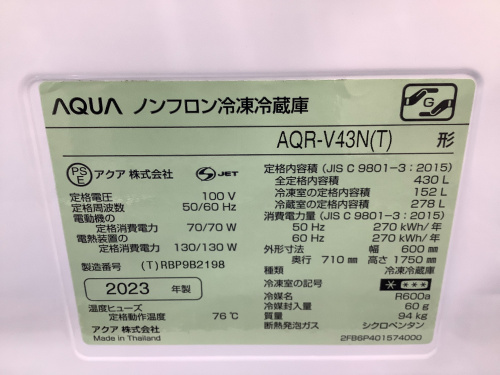 AQUA ノンフロン冷凍冷蔵庫
G
AQR-V43N(T) 形
PS E アクア 株式会社 S JET
定格電圧 100 V
定格周波数 50/60 Hz
電動機の
定格消費電力 70/70 W
電熱装置の
定格消費電力 130/130 W
製造番号 (T)RBP9B2198
2023 年製
温度ヒューズ
定格動作温度 76℃
アクア 株式会社
Made in Thailand
定格内容積 (JIS C 9801-3:2015)
全定格内容積 430 L
冷凍室の定格内容積 152 L
冷蔵室の定格内容積 278 L
消費電力量 (JIS C 9801-3:2015)
50 Hz 270 kWh/年
60 Hz 270 kWh/年
外形寸法 幅 600 mm
奥行 710 mm 高さ 1750 mm
種類 冷凍冷蔵庫
冷凍室の記号 * ***
冷媒名 R600a
冷媒封入量 60 g
質量 94 kg
断熱発泡ガス シクロペンタン
2FB6P401574000